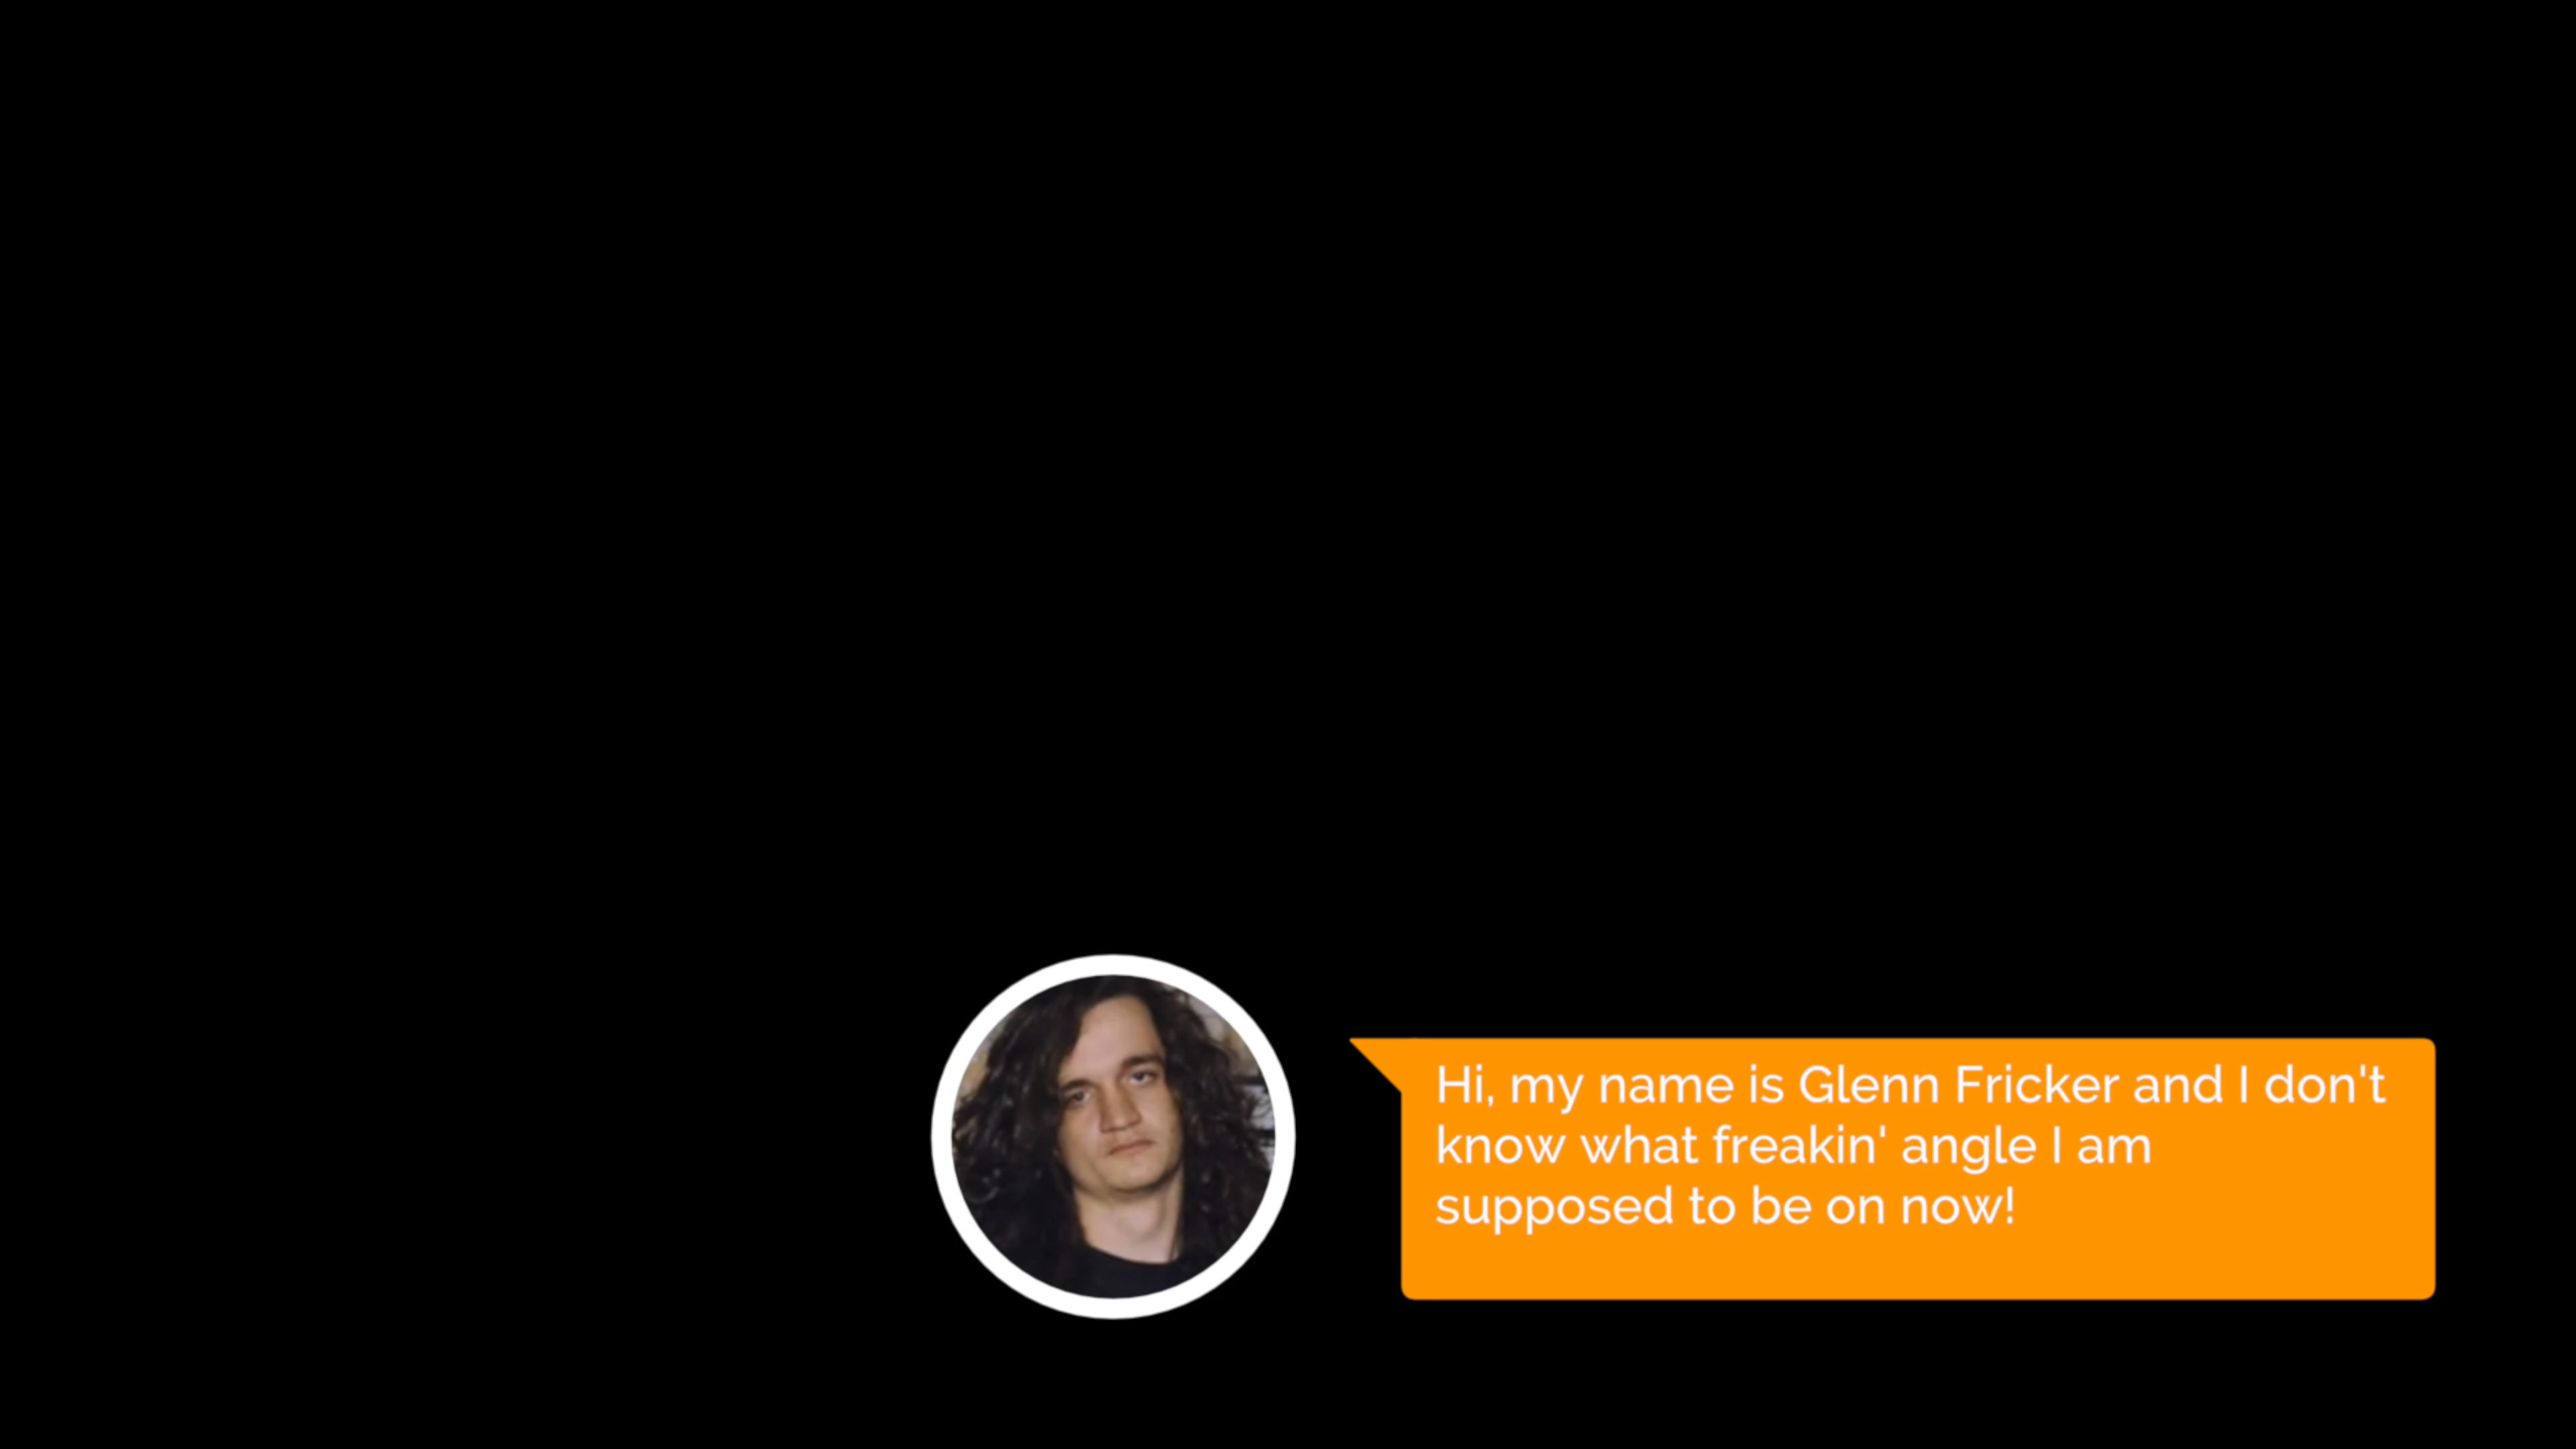 Hi, my name is Glenn Fricker and I don't
know what freakin' angle I am
supposed to be on now!